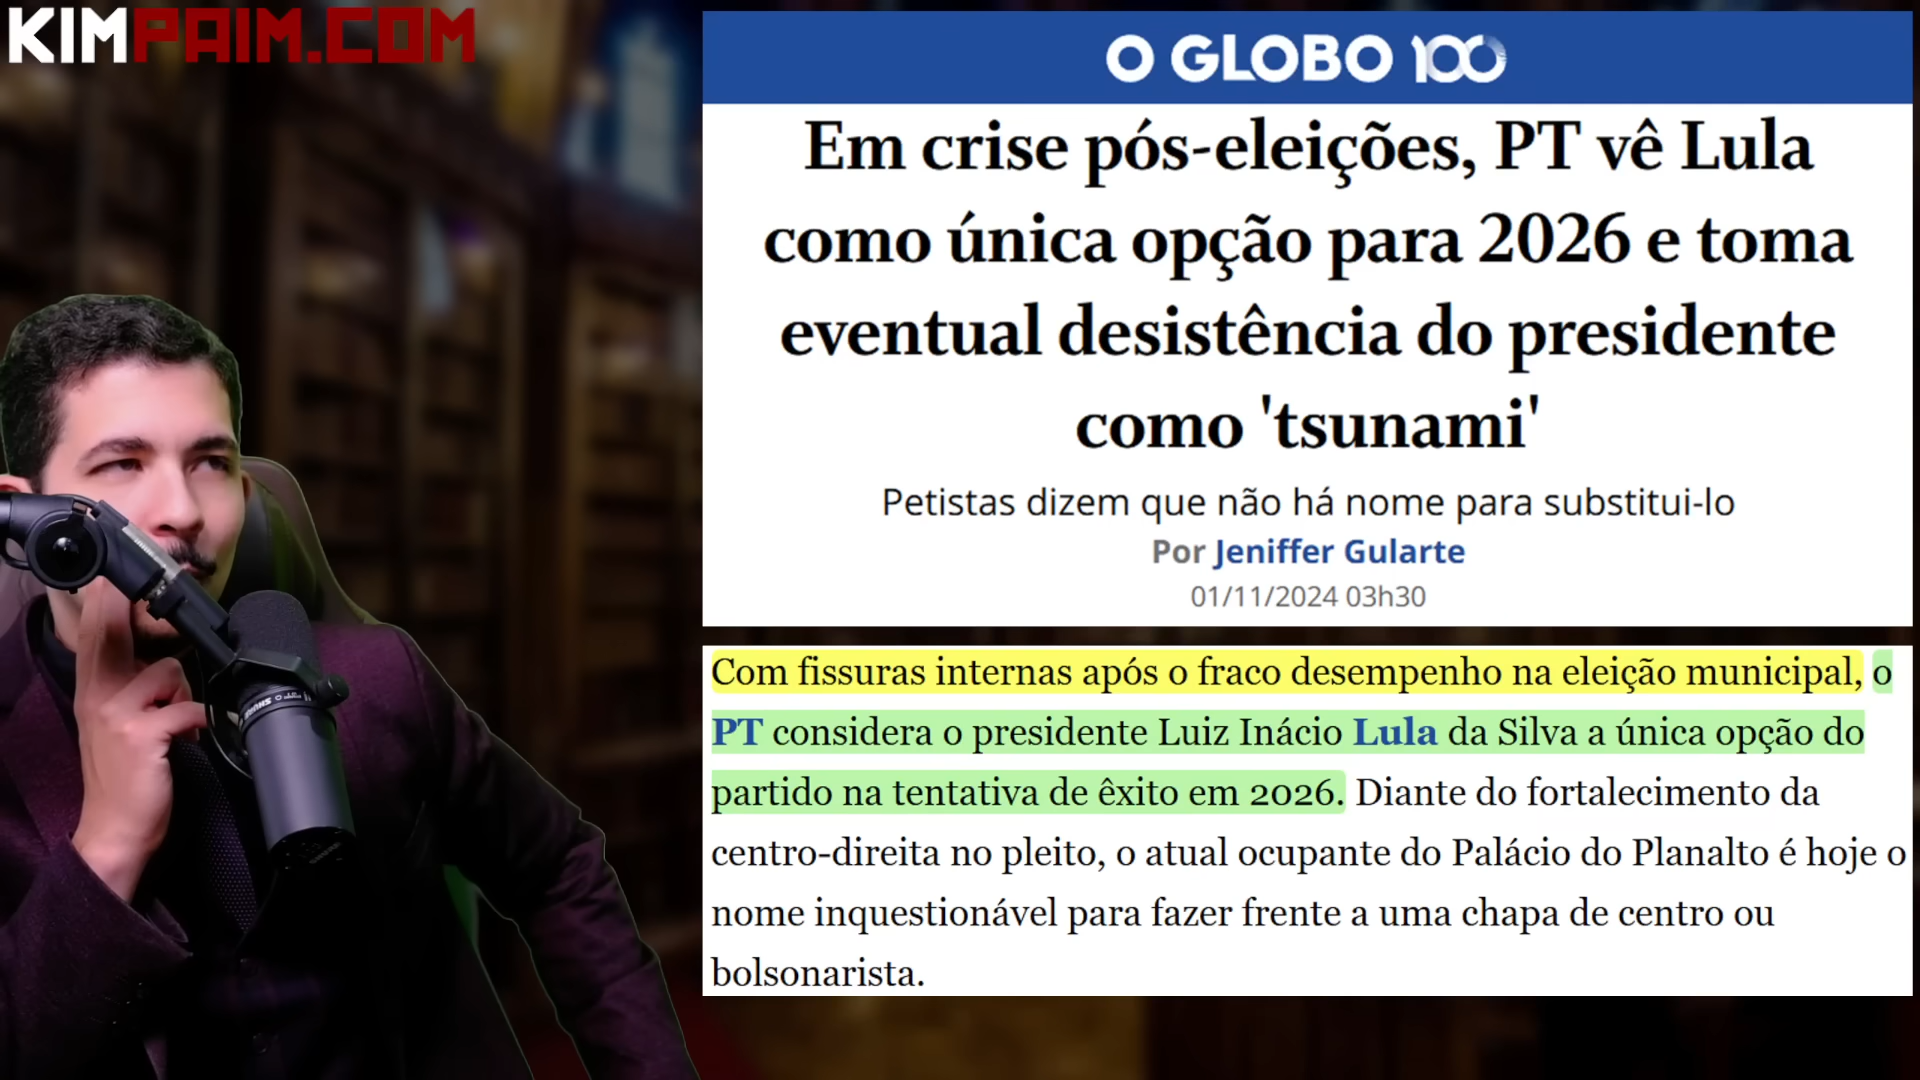 KIMPAIM.COM
O GLOBO 100
Em crise pós-eleições, PT vê Lula
como única opção para 2026 e toma
eventual desistência do presidente
como 'tsunami'
Petistas dizem que não há nome para substitui-lo
Por Jeniffer Gularte
01/11/2024 03h30
Com fissuras internas após o fraco desempenho na eleição municipal, o
PT considera o presidente Luiz Inácio Lula da Silva a única opção do
partido na tentativa de êxito em 2026. Diante do fortalecimento da
centro-direita no pleito, o atual ocupante do Palácio do Planalto é hoje o
nome inquestionável para fazer frente a uma chapa de centro ou
bolsonarista.